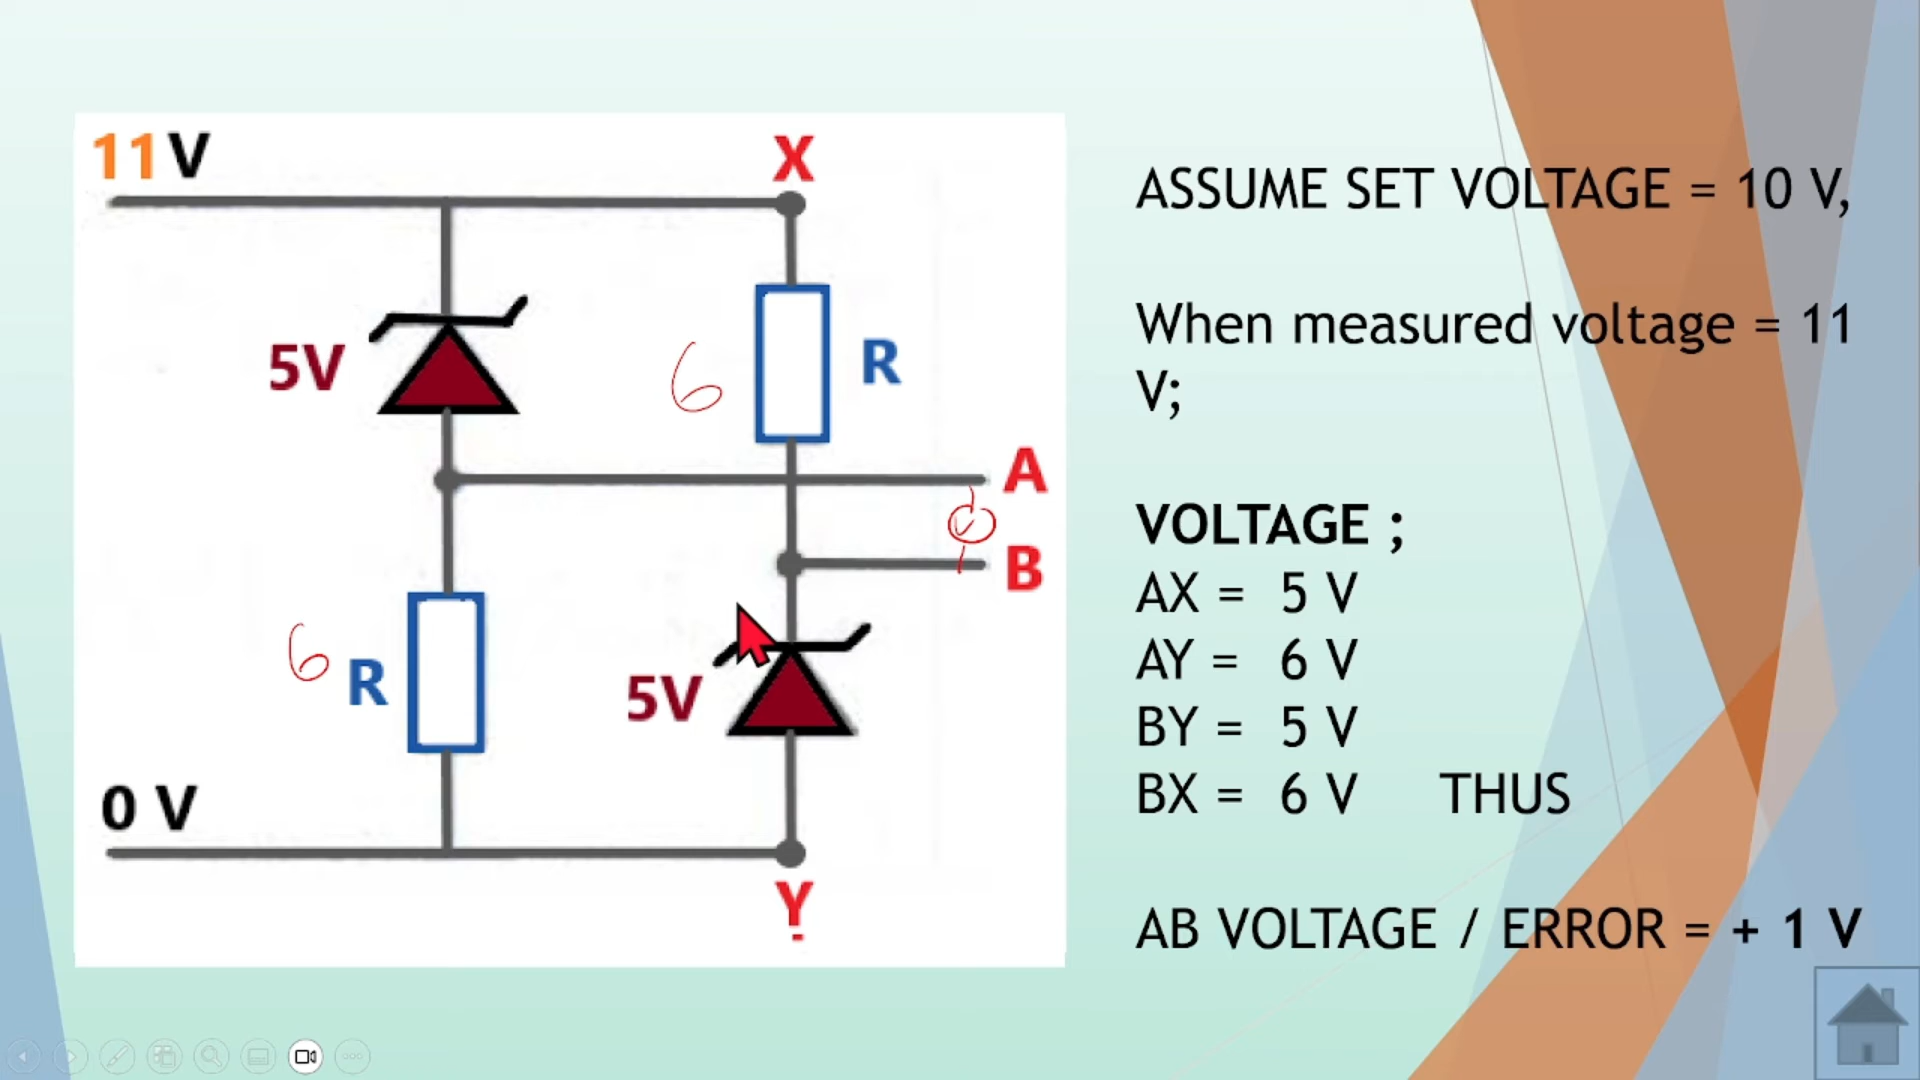 11 V
X
5V
6
R
A
B
6
R
5V
0 V
Y
ASSUME SET VOLTAGE = 10 V,
When measured voltage = 11
V;
VOLTAGE ;
AX = 5 V
AY = 6 V
BY = 5 V
BX = 6 V THUS
AB VOLTAGE / ERROR = + 1 V